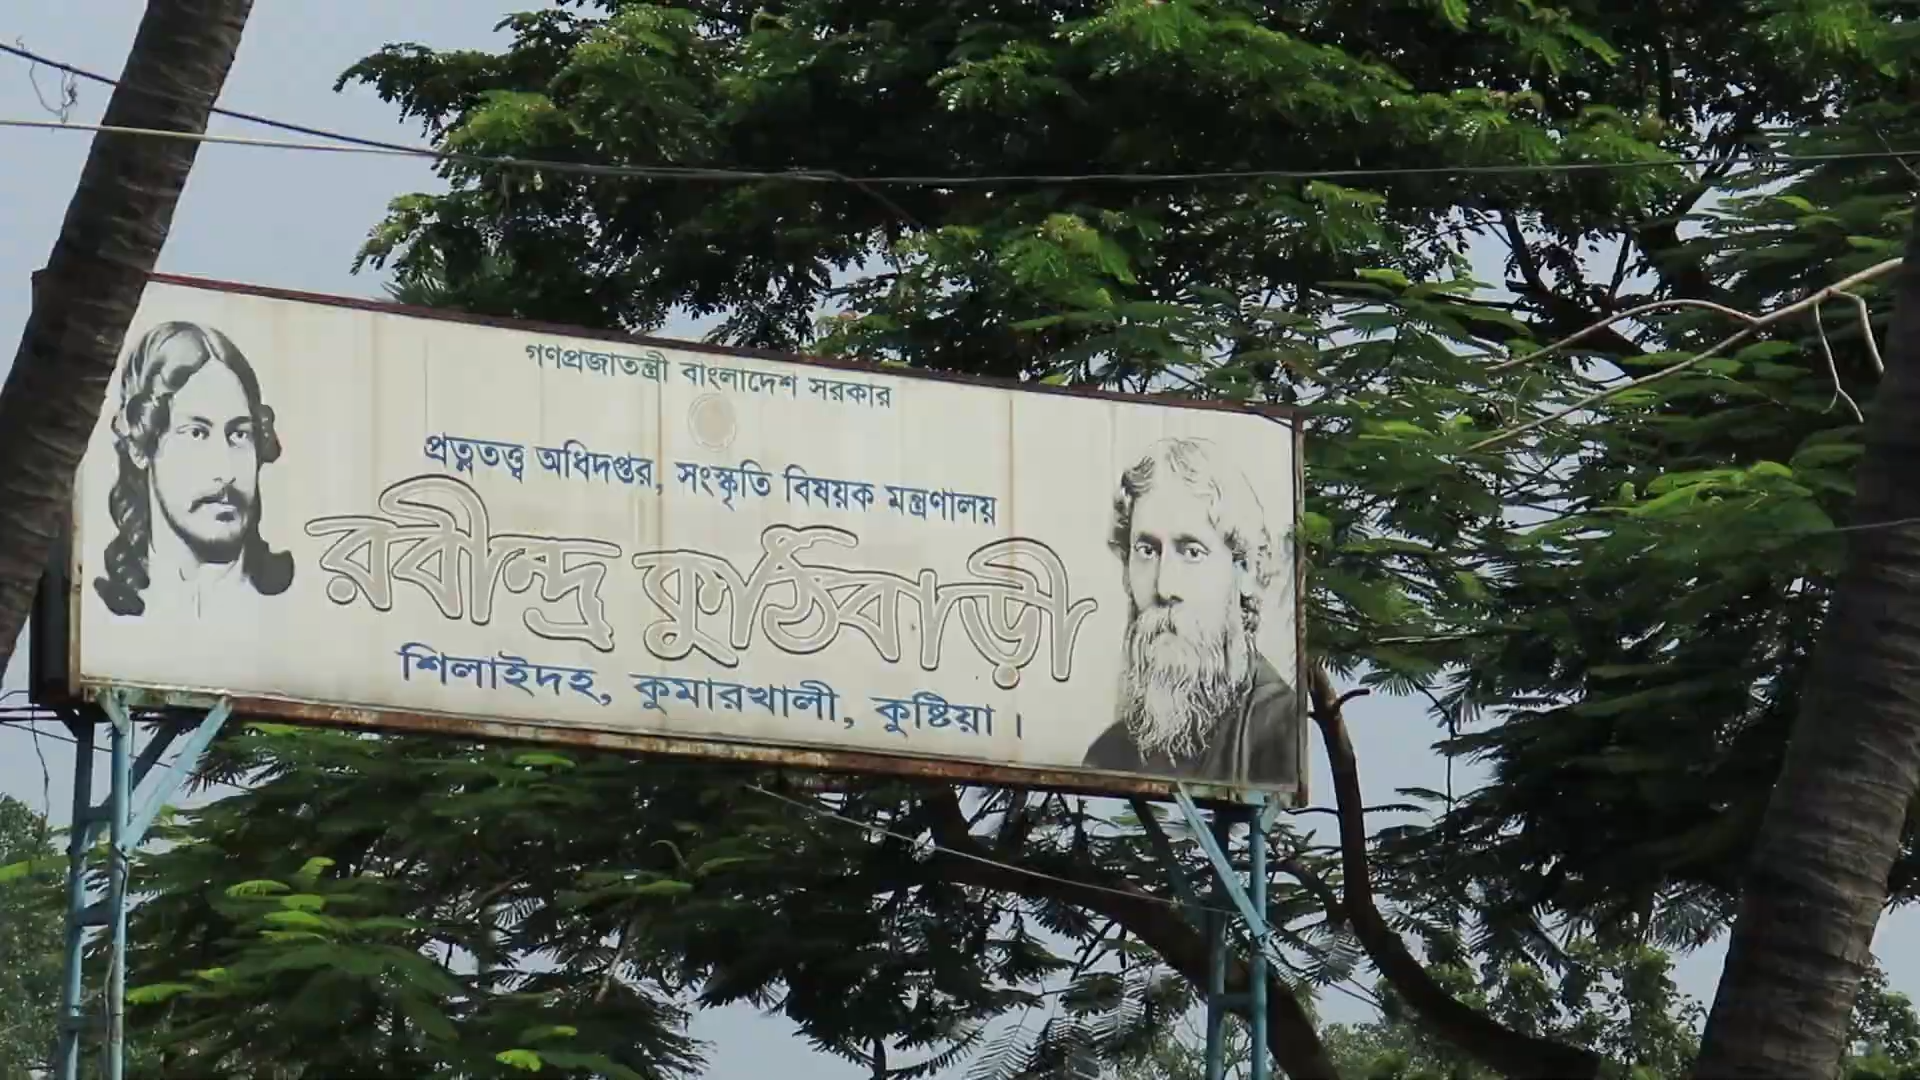 গণপ্রজাতন্ত্রী বাংলাদেশ সরকার
প্রত্নতত্ত্ব অধিদপ্তর, সংস্কৃতি বিষয়ক মন্ত্রণালয়
রবীন্দ্র কুঠিবাড়ী
শিলাইদহ, কুমারখালী, কুষ্টিয়া।